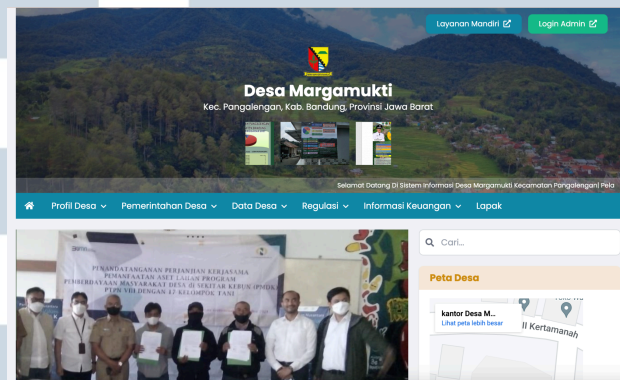 Layanan Mandiri
Login Admin
Desa Margamukti
Kec. Pangalengan, Kab. Bandung, Provinsi Jawa Barat
Selamat Datang Di Sistem Informasi Desa Margamukti Kecamatan Pangalengan| Pela
Profil Desa
Pemerintahan Desa
Data Desa
Regulasi
Informasi Keuangan
Lapak
PENANDATANGANAN PERJANJIAN KERJASAMA
PEMANFAATAN ASET LAHAN PROGRAM
PEMBERDAYAAN MASYARAKAT DESA di SEKITAR KEBUN (PMDK)
PTPN VIII DENGAN 17 KELOMPOK TANI
Cari...
Peta Desa
kantor Desa M...
Lihat peta lebih besar
Jl Kertamanah